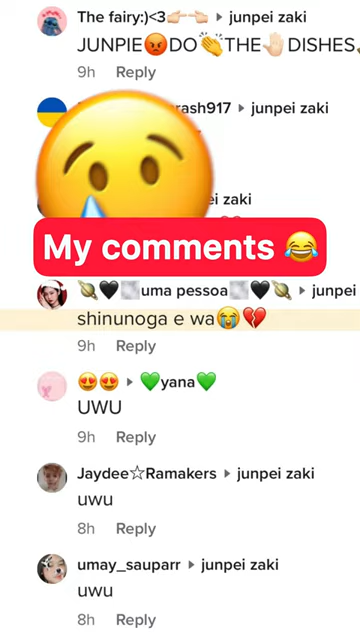 The fairy:)<3👉🏻👈🏻 ▸ junpei zaki
JUNPIE😡DO👏THE🤚🏻DISHES
9h Reply
rash917 ▸ junpei zaki
ei zaki
My comments 😂
🪐🖤🌫️uma pessoa🌫️🖤🪐 ▸ junpei
shinunoga e wa😭💔
9h Reply
😍😍 ▸ 💚yana💚
UWU
9h Reply
Jaydee☆Ramakers ▸ junpei zaki
uwu
8h Reply
umay_sauparr ▸ junpei zaki
uwu
8h Reply